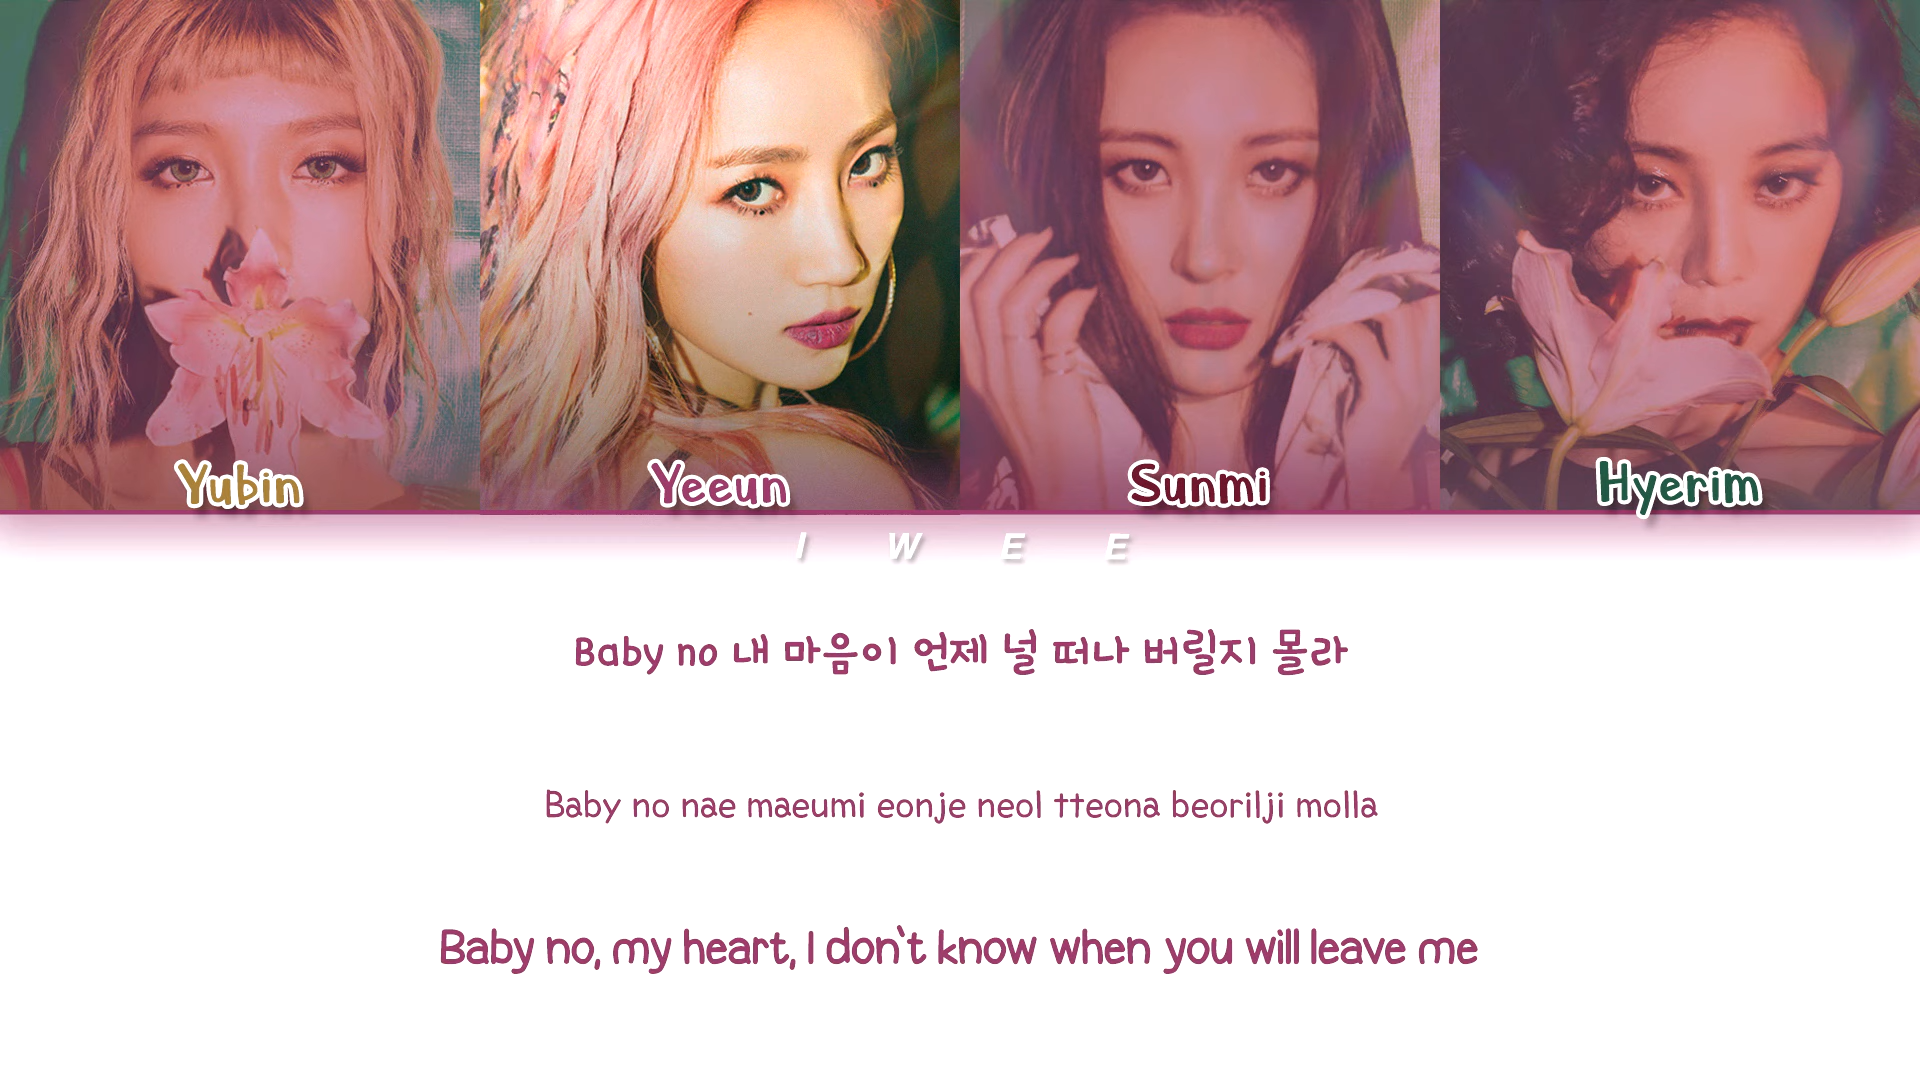 Yubin
Yeeun
Sunmi
Hyerim
I W E E
Baby no 내 마음이 언제 널 떠나 버릴지 몰라
Baby no nae maeumi eonje neol tteona beorilji molla
Baby no, my heart, I don`t know when you will leave me